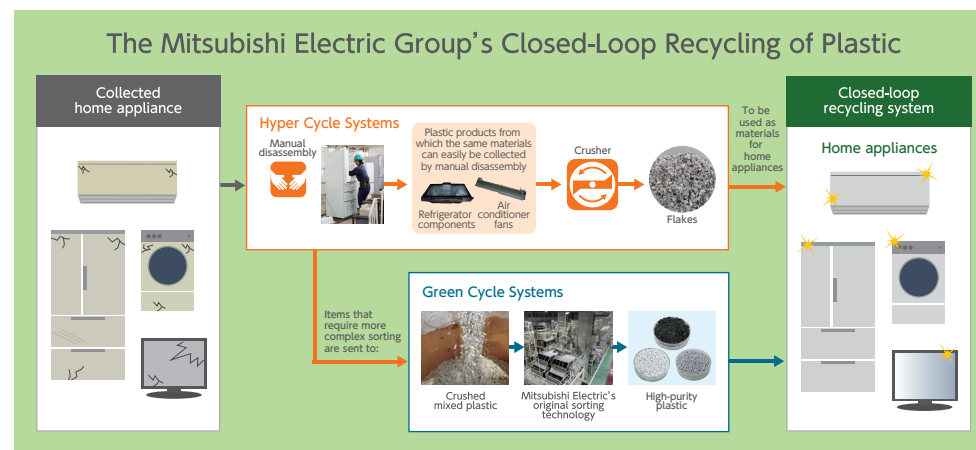 The Mitsubishi Electric Group's Closed-Loop Recycling of Plastic
Collected
home appliance
Hyper Cycle Systems
Manual
disassembly
Plastic products from
which the same materials
can easily be collected
by manual disassembly
Refrigerator
components
Air
conditioner
fans
Crusher
Flakes
To be
used as
materials
for
home
appliances
Closed-loop
recycling system
Home appliances
Items that
require more
complex sorting
are sent to:
Green Cycle Systems
Crushed
mixed plastic
Mitsubishi Electric's
original sorting
technology
High-purity
plastic